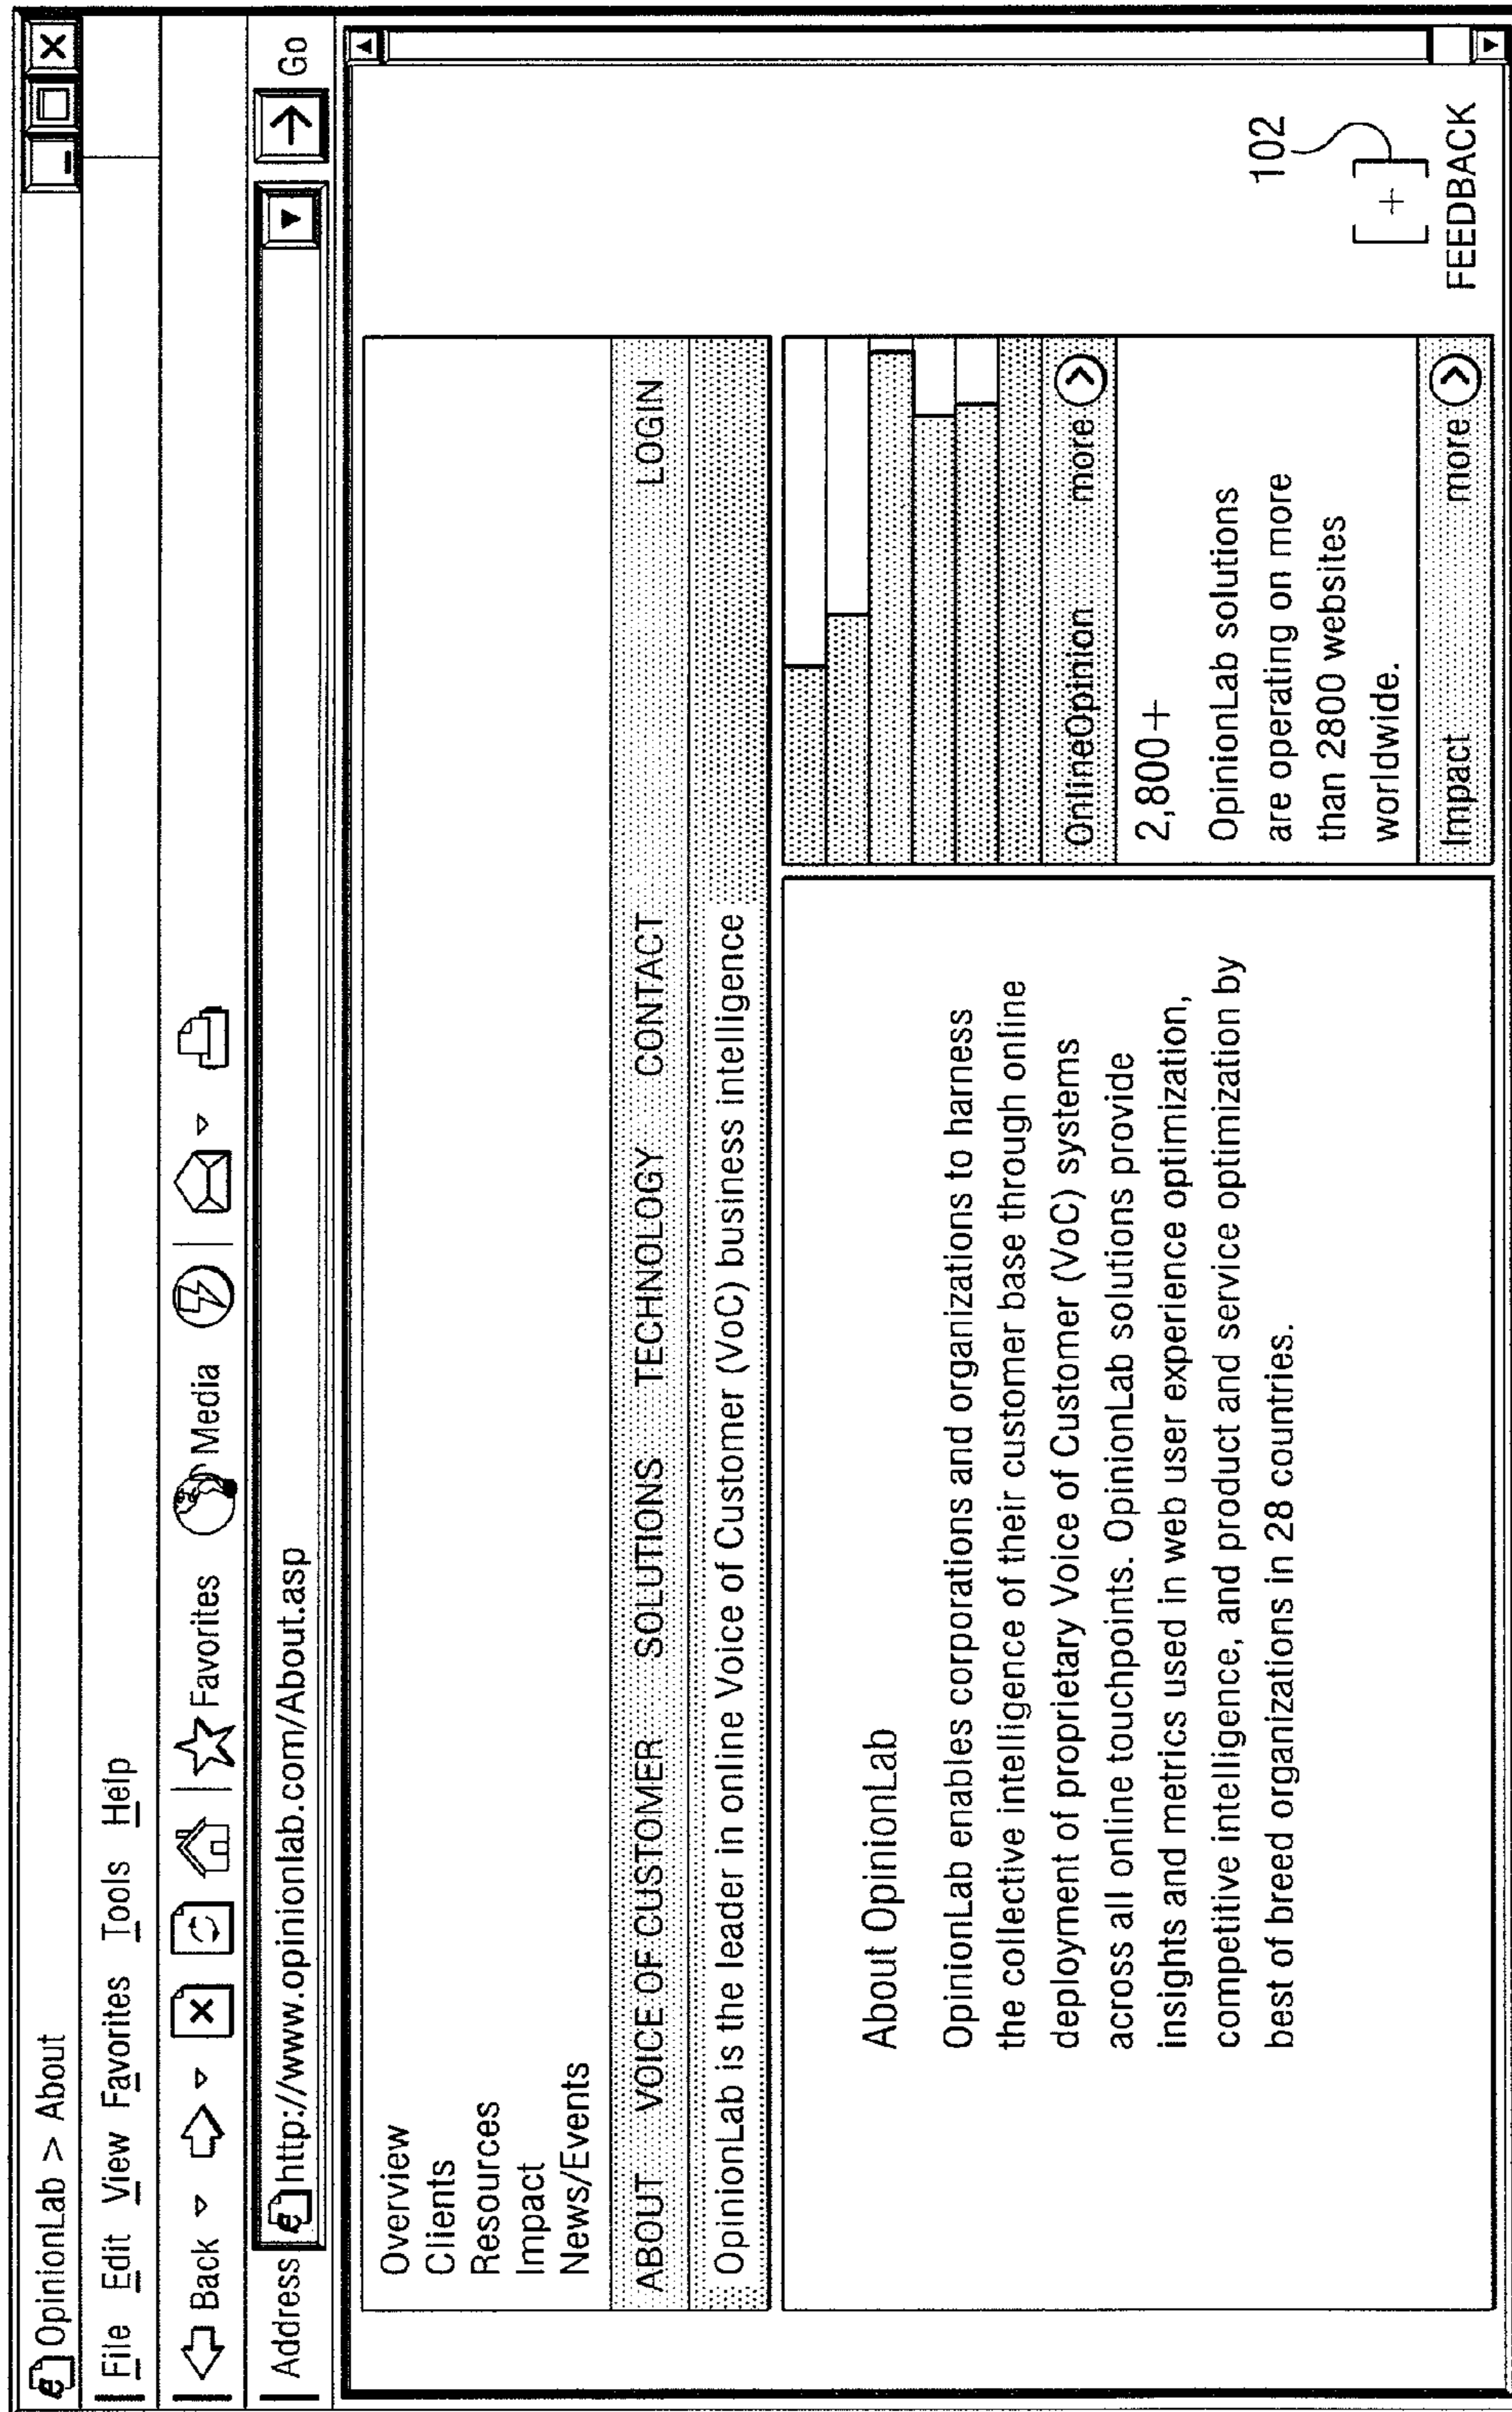 OpinionLab > About
File Edit View Favorites Tools Help
Back Favorites Media
Address http://www.opinionlab.com/About.asp Go
Overview
Clients
Resources
Impact
News/Events
ABOUT VOICE OF CUSTOMER SOLUTIONS TECHNOLOGY CONTACT LOGIN
OpinionLab is the leader in online Voice of Customer (VoC) business intelligence
About OpinionLab
OpinionLab enables corporations and organizations to harness
the collective intelligence of their customer base through online
deployment of proprietary Voice of Customer (VoC) systems
across all online touchpoints. OpinionLab solutions provide
insights and metrics used in web user experience optimization,
competitive intelligence, and product and service optimization by
best of breed organizations in 28 countries.
OnlineOpinion more
2,800+
OpinionLab solutions
are operating on more
than 2800 websites
worldwide.
Impact more
102
[ + ]
FEEDBACK